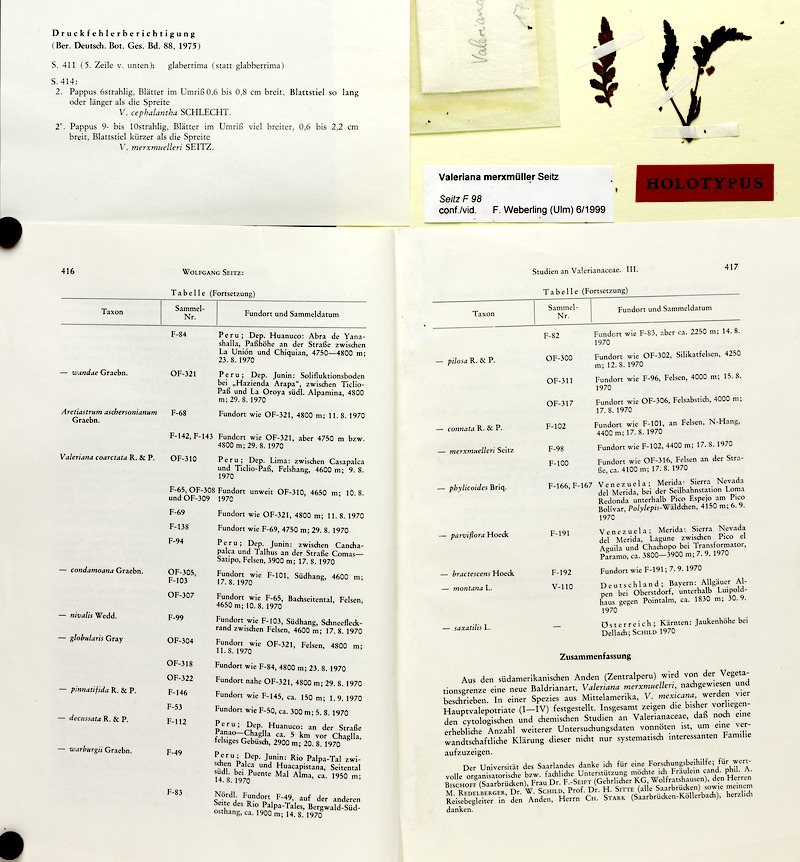 Druckfehlerberichtigung
(Ber. Deutsch. Bot. Ges. Bd. 88, 1975)
S. 411 (5. Zeile v. unten): glaberrima (statt glabberrima)
S. 414:
2. Pappus 6strahlig, Blätter im Umriß 0,6 bis 0,8 cm breit, Blattstiel so lang
oder länger als die Spreite
V. cephalantha SCHLECHT.
2'. Pappus 9- bis 10strahlig, Blätter im Umriß viel breiter, 0,6 bis 2,2 cm
breit, Blattstiel kürzer als die Spreite
V. merxmuelleri SEITZ.
Valeriana
17.
Valeriana merxmüller Seitz
Seitz F 98
conf./vid. F. Weberling (Ulm) 6/1999
HOLOTYPUS
416 WOLFGANG SEITZ:
Tabelle (Fortsetzung)
Taxon Sammel-Nr. Fundort und Sammeldatum
F-84 Peru; Dep. Huanuco: Abra de Yana-
shalla, Paßhöhe an der Straße zwischen
La Unión und Chiquian, 4750—4800 m;
23. 8. 1970
— wandae Graebn. OF-321 Peru; Dep. Junin: Solifluktionsboden
bei „Hazienda Arapa“, zwischen Ticlio-
Paß und La Oroya südl. Alpamina, 4800
m; 29. 8. 1970
Aretiastrum aschersonianum F-68 Fundort wie OF-321, 4800 m; 11. 8. 1970
Graebn.
F-142, F-143 Fundort wie OF-321, aber 4750 m bzw.
4800 m; 29. 8. 1970
Valeriana coarctata R. & P. OF-310 Peru; Dep. Lima: zwischen Casapalca
und Ticlio-Paß, Felshang, 4600 m; 9. 8.
1970
F-65, OF-308 Fundort unweit OF-310, 4650 m; 10. 8.
und OF-309 1970
F-69 Fundort wie OF-321, 4800 m; 11. 8. 1970
F-138 Fundort wie F-69, 4750 m; 29. 8. 1970
F-94 Peru; Dep. Junin: zwischen Cancha-
palca und Talhus an der Straße Comas—
Satipo, Felsen, 3900 m; 17. 8. 1970
— condamoana Graebn. OF-305, Fundort wie F-101, Südhang, 4600 m;
F-103 17. 8. 1970
OF-307 Fundort wie F-65, Bachseitental, Felsen,
4650 m; 10. 8. 1970
— nivalis Wedd. F-99 Fundort wie F-103, Südhang, Schneefleck-
rand zwischen Felsen, 4600 m; 17. 8. 1970
— globularis Gray OF-304 Fundort wie OF-321, Felsen, 4800 m;
11. 8. 1970
OF-318 Fundort wie F-84, 4800 m; 23. 8. 1970
OF-322 Fundort nahe OF-321, 4800 m; 29. 8. 1970
— pinnatifida R. & P. F-146 Fundort wie F-145, ca. 150 m; 1. 9. 1970
F-53 Fundort wie F-50, ca. 300 m; 5. 8. 1970
— decussata R. & P. F-112 Peru; Dep. Huanuco: an der Straße
Panao—Chaglla ca. 5 km vor Chaglla,
felsiges Gebüsch, 2900 m; 20. 8. 1970
— warburgii Graebn. F-49 Peru; Dep. Junin: Rio Palpa-Tal zwi-
schen Palca und Huacapistana, Seitental
südl. bei Puente Mal Alma, ca. 1950 m;
14. 8. 1970
F-83 Nördl. Fundort F-49, auf der anderen
Seite des Rio Palpa-Tales, Bergwald-Süd-
osthang, ca. 1900 m; 14. 8. 1970
Studien an Valerianaceae. III. 417
Tabelle (Fortsetzung)
Taxon Sammel-Nr. Fundort und Sammeldatum
F-82 Fundort wie F-83, aber ca. 2250 m; 14. 8.
1970
— pilosa R. & P. OF-300 Fundort wie OF-302, Silikatfelsen, 4250
m; 12. 8. 1970
OF-311 Fundort wie F-96, Felsen, 4000 m; 15. 8.
1970
OF-317 Fundort wie OF-306, Felsabstich, 4000 m;
17. 8. 1970
— connata R. & P. F-102 Fundort wie F-101, an Felsen, N-Hang,
4400 m; 17. 8. 1970
— merxmuelleri Seitz F-98 Fundort wie F-102, 4400 m; 17. 8. 1970
F-100 Fundort wie OF-316, Felsen an der Stra-
ße, ca. 4100 m; 17. 8. 1970
— phylicoides Briq. F-166, F-167 Venezuela; Merida: Sierra Nevada
del Merida, bei der Seilbahnstation Loma
Redonda unterhalb Pico Espejo am Pico
Bolívar, Polylepis-Wäldchen, 4150 m; 6. 9.
1970
— parviflora Hoeck F-191 Venezuela; Merida: Sierra Nevada
del Merida, Lagune zwischen Pico el
Aguila und Chachopo bei Transformator,
Paramo, ca. 3800—3900 m; 7. 9. 1970
— bractescens Hoeck F-192 Fundort wie F-191; 7. 9. 1970
— montana L. V-110 Deutschland; Bayern: Allgäuer Al-
pen bei Oberstdorf, unterhalb Luipold-
haus gegen Pointalm, ca. 1830 m; 30. 9.
1970
— saxatilis L. — Österreich; Kärnten: Jaukenhöhe bei
Dellach; SCHILD 1970
Zusammenfassung
Aus den südamerikanischen Anden (Zentralperu) wird von der Vegeta-
tionsgrenze eine neue Baldrianart, Valeriana merxmuelleri, nachgewiesen und
beschrieben. In einer Spezies aus Mittelamerika, V. mexicana, werden vier
Hauptvalepotriate (I—IV) festgestellt. Insgesamt zeigen die bisher vorliegen-
den cytologischen und chemischen Studien an Valerianaceae, daß noch eine
erhebliche Anzahl weiterer Untersuchungsdaten vonnöten ist, um eine ver-
wandtschaftliche Klärung dieser nicht nur systematisch interessanten Familie
aufzuzeigen.
Der Universität des Saarlandes danke ich für eine Forschungsbeihilfe; für wert-
volle organisatorische bzw. fachliche Unterstützung möchte ich Fräulein cand. phil. A.
BISCHOFF (Saarbrücken), Frau Dr. F.-SEIFT (Gehrlicher KG, Wolfratshausen), den Herren
M. REDELBERGER, Dr. W. SCHILD, Prof. Dr. H. SITTE (alle Saarbrücken) sowie meinem
Reisebegleiter in den Anden, Herrn CH. STARK (Saarbrücken-Köllerbach), herzlich
danken.